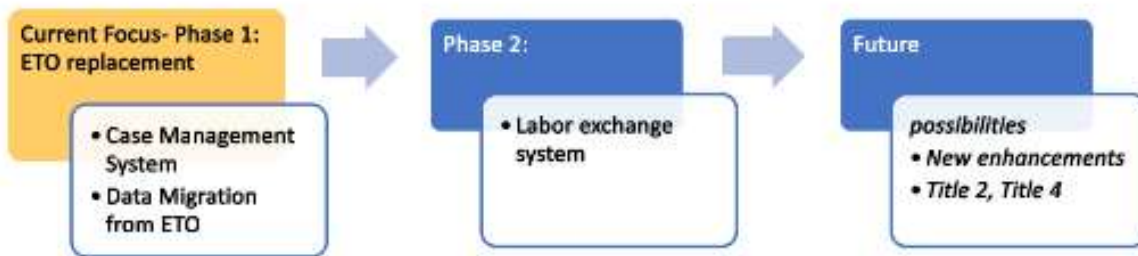 Current Focus- Phase 1:
ETO replacement
• Case Management
System
• Data Migration
from ETO
Phase 2:
• Labor exchange
system
Future
possibilities
• New enhancements
• Title 2, Title 4